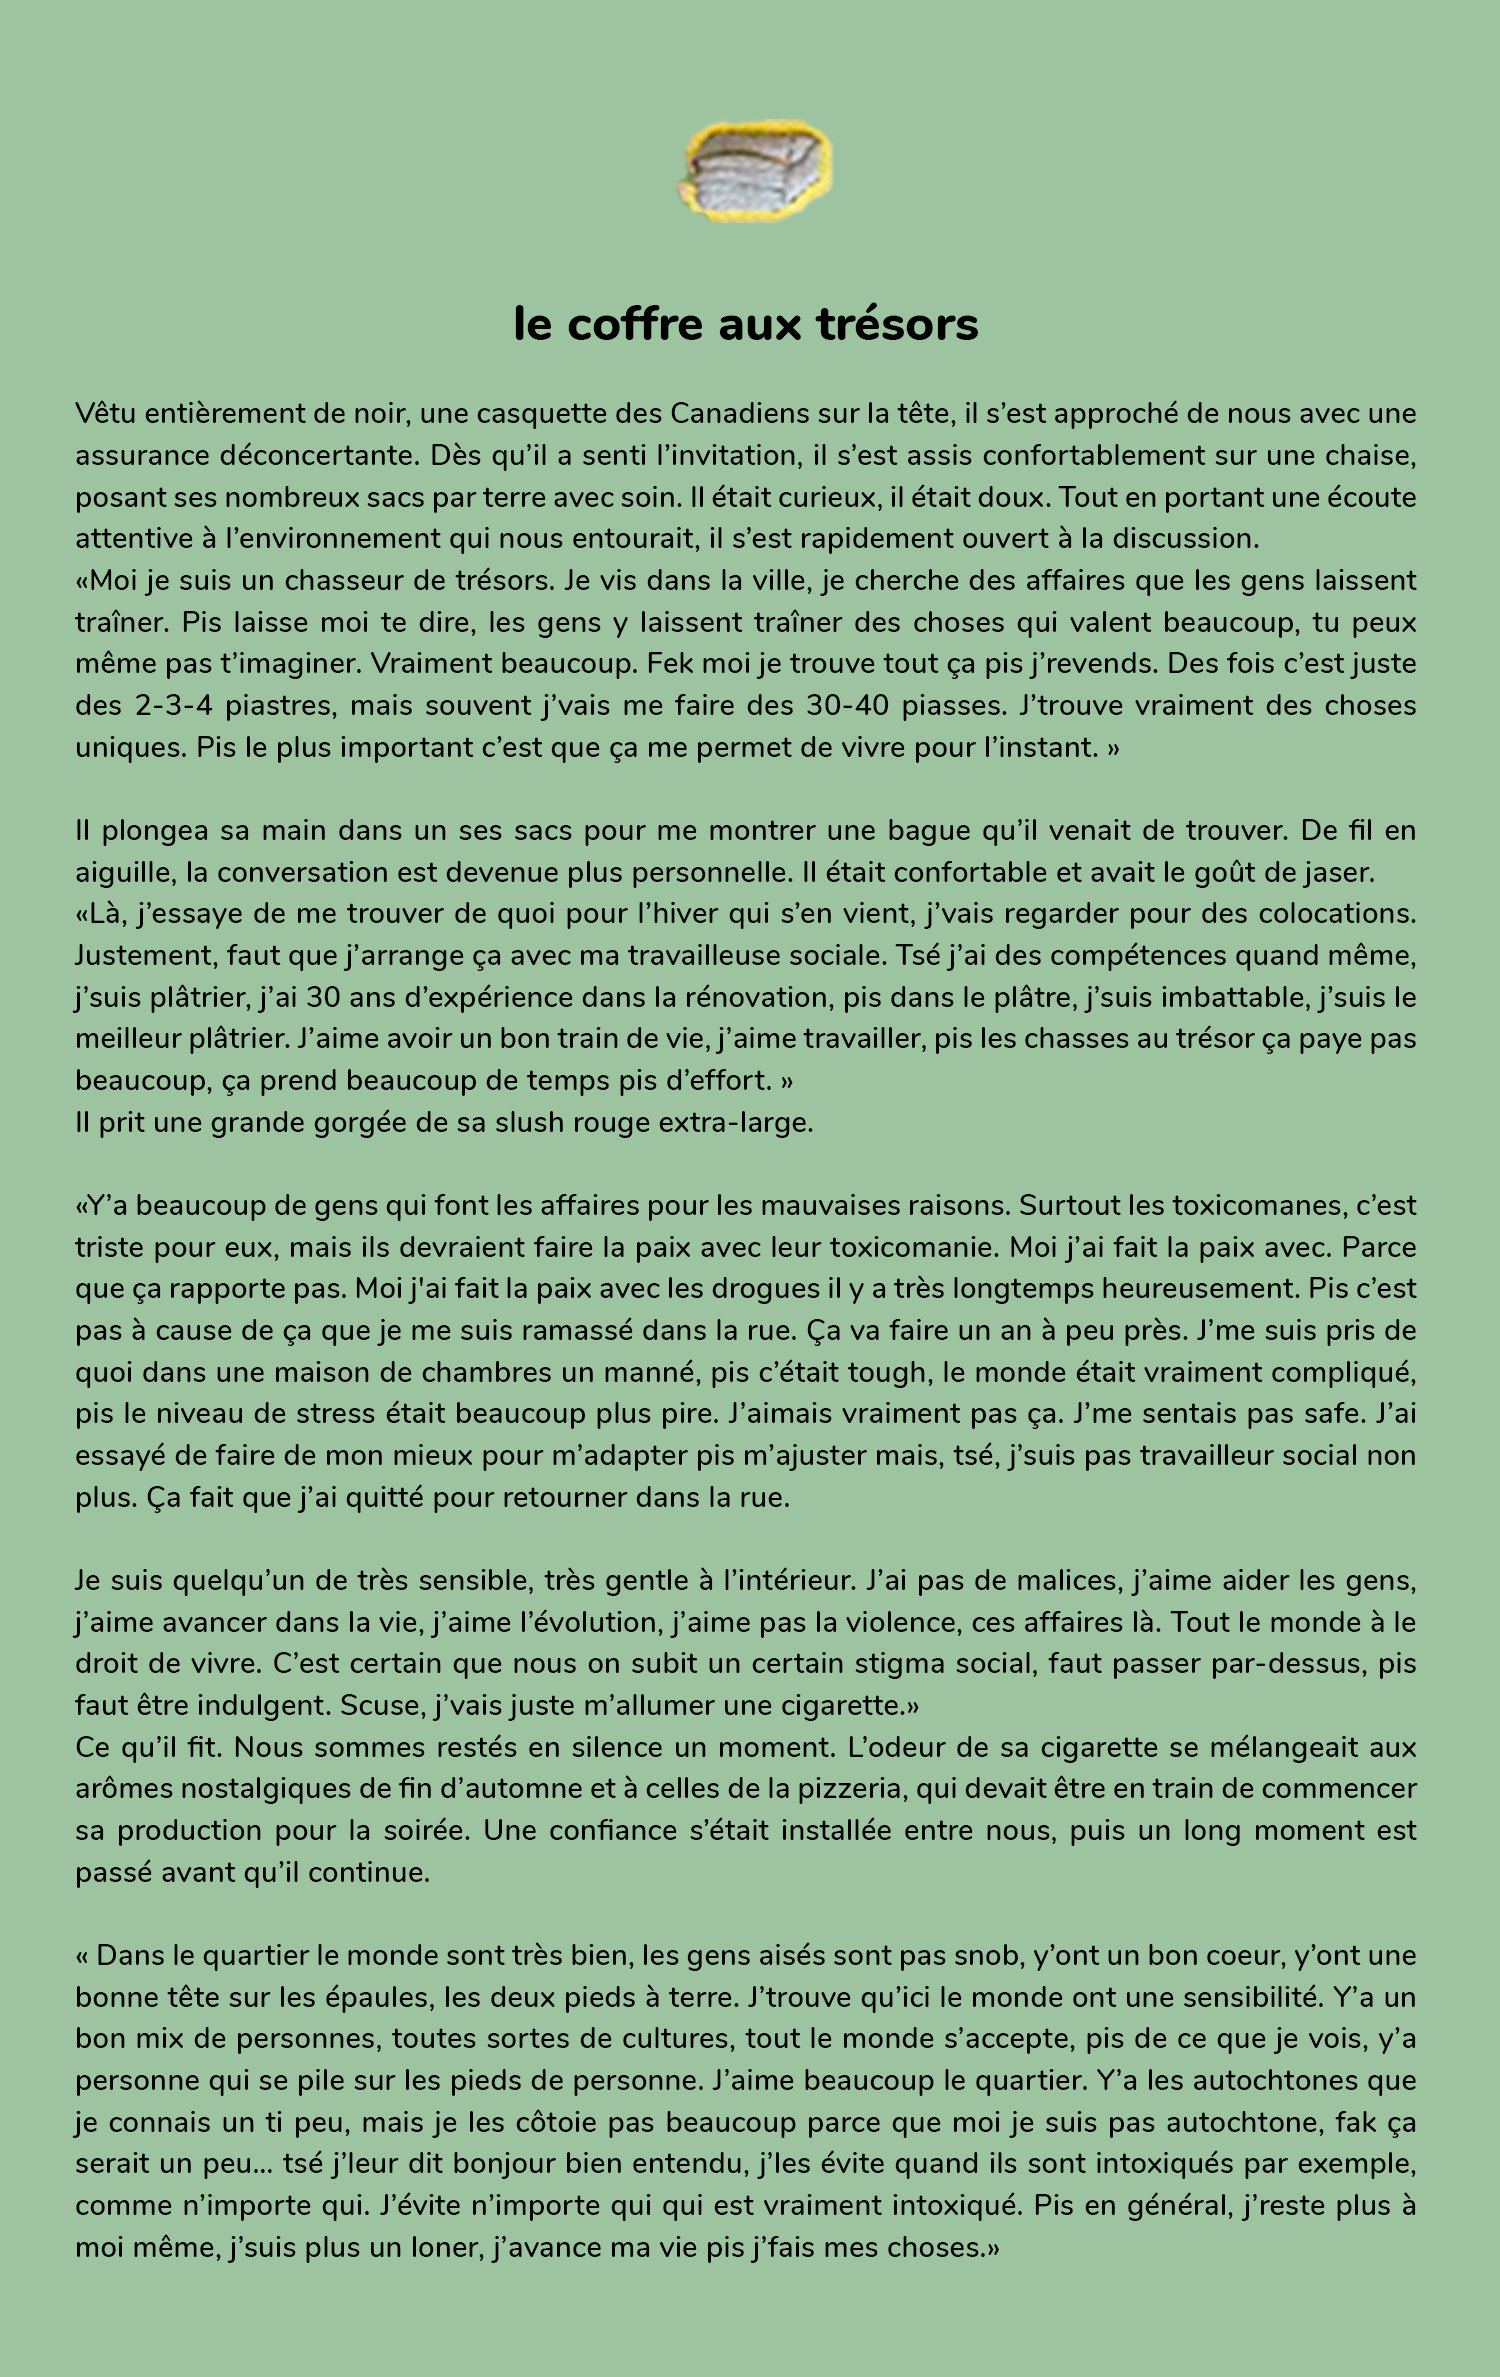 le coffre aux trésors
Vêtu entièrement de noir, une casquette des Canadiens sur la tête, il s’est approché de nous avec une
assurance déconcertante. Dès qu’il a senti l’invitation, il s’est assis confortablement sur une chaise,
posant ses nombreux sacs par terre avec soin. Il était curieux, il était doux. Tout en portant une écoute
attentive à l’environnement qui nous entourait, il s’est rapidement ouvert à la discussion.
«Moi je suis un chasseur de trésors. Je vis dans la ville, je cherche des affaires que les gens laissent
traîner. Pis laisse moi te dire, les gens y laissent traîner des choses qui valent beaucoup, tu peux
même pas t’imaginer. Vraiment beaucoup. Fek moi je trouve tout ça pis j’revends. Des fois c’est juste
des 2-3-4 piastres, mais souvent j’vais me faire des 30-40 piasses. J’trouve vraiment des choses
uniques. Pis le plus important c’est que ça me permet de vivre pour l’instant. »
Il plongea sa main dans un ses sacs pour me montrer une bague qu’il venait de trouver. De fil en
aiguille, la conversation est devenue plus personnelle. Il était confortable et avait le goût de jaser.
«Là, j’essaye de me trouver de quoi pour l’hiver qui s’en vient, j’vais regarder pour des colocations.
Justement, faut que j’arrange ça avec ma travailleuse sociale. Tsé j’ai des compétences quand même,
j’suis plâtrier, j’ai 30 ans d’expérience dans la rénovation, pis dans le plâtre, j’suis imbattable, j’suis le
meilleur plâtrier. J’aime avoir un bon train de vie, j’aime travailler, pis les chasses au trésor ça paye pas
beaucoup, ça prend beaucoup de temps pis d’effort. »
Il prit une grande gorgée de sa slush rouge extra-large.
«Y’a beaucoup de gens qui font les affaires pour les mauvaises raisons. Surtout les toxicomanes, c’est
triste pour eux, mais ils devraient faire la paix avec leur toxicomanie. Moi j’ai fait la paix avec. Parce
que ça rapporte pas. Moi j'ai fait la paix avec les drogues il y a très longtemps heureusement. Pis c’est
pas à cause de ça que je me suis ramassé dans la rue. Ça va faire un an à peu près. J’me suis pris de
quoi dans une maison de chambres un manné, pis c’était tough, le monde était vraiment compliqué,
pis le niveau de stress était beaucoup plus pire. J’aimais vraiment pas ça. J’me sentais pas safe. J’ai
essayé de faire de mon mieux pour m’adapter pis m’ajuster mais, tsé, j’suis pas travailleur social non
plus. Ça fait que j’ai quitté pour retourner dans la rue.
Je suis quelqu’un de très sensible, très gentle à l’intérieur. J’ai pas de malices, j’aime aider les gens,
j’aime avancer dans la vie, j’aime l’évolution, j’aime pas la violence, ces affaires là. Tout le monde à le
droit de vivre. C’est certain que nous on subit un certain stigma social, faut passer par-dessus, pis
faut être indulgent. Scuse, j’vais juste m’allumer une cigarette.»
Ce qu’il fit. Nous sommes restés en silence un moment. L’odeur de sa cigarette se mélangeait aux
arômes nostalgiques de fin d’automne et à celles de la pizzeria, qui devait être en train de commencer
sa production pour la soirée. Une confiance s’était installée entre nous, puis un long moment est
passé avant qu’il continue.
« Dans le quartier le monde sont très bien, les gens aisés sont pas snob, y’ont un bon coeur, y’ont une
bonne tête sur les épaules, les deux pieds à terre. J’trouve qu’ici le monde ont une sensibilité. Y’a un
bon mix de personnes, toutes sortes de cultures, tout le monde s’accepte, pis de ce que je vois, y’a
personne qui se pile sur les pieds de personne. J’aime beaucoup le quartier. Y’a les autochtones que
je connais un ti peu, mais je les côtoie pas beaucoup parce que moi je suis pas autochtone, fak ça
serait un peu... tsé j’leur dit bonjour bien entendu, j’les évite quand ils sont intoxiqués par exemple,
comme n’importe qui. J’évite n’importe qui qui est vraiment intoxiqué. Pis en général, j’reste plus à
moi même, j’suis plus un loner, j’avance ma vie pis j’fais mes choses.»